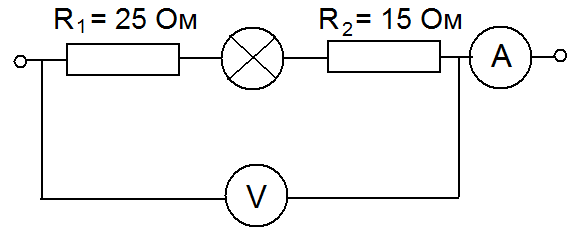 R1 = 25 Ом
R2 = 15 Ом
A
V